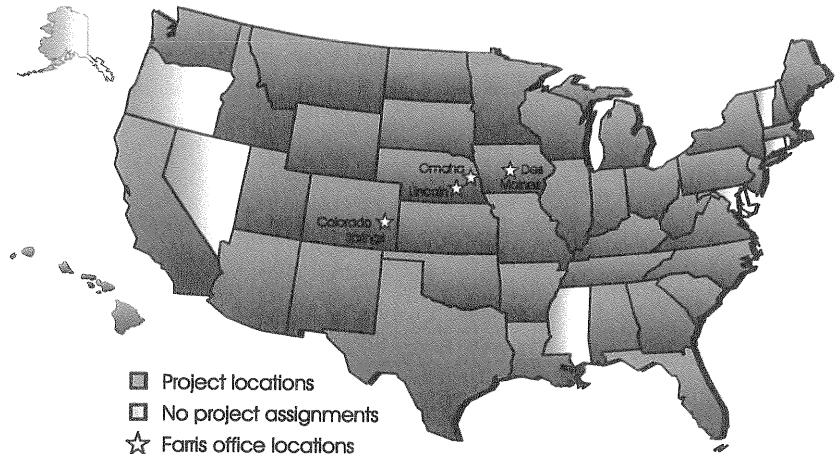 Omaha
Des
Moines
Lincoln
Colorado
Springs
Project locations
No project assignments
Farris office locations